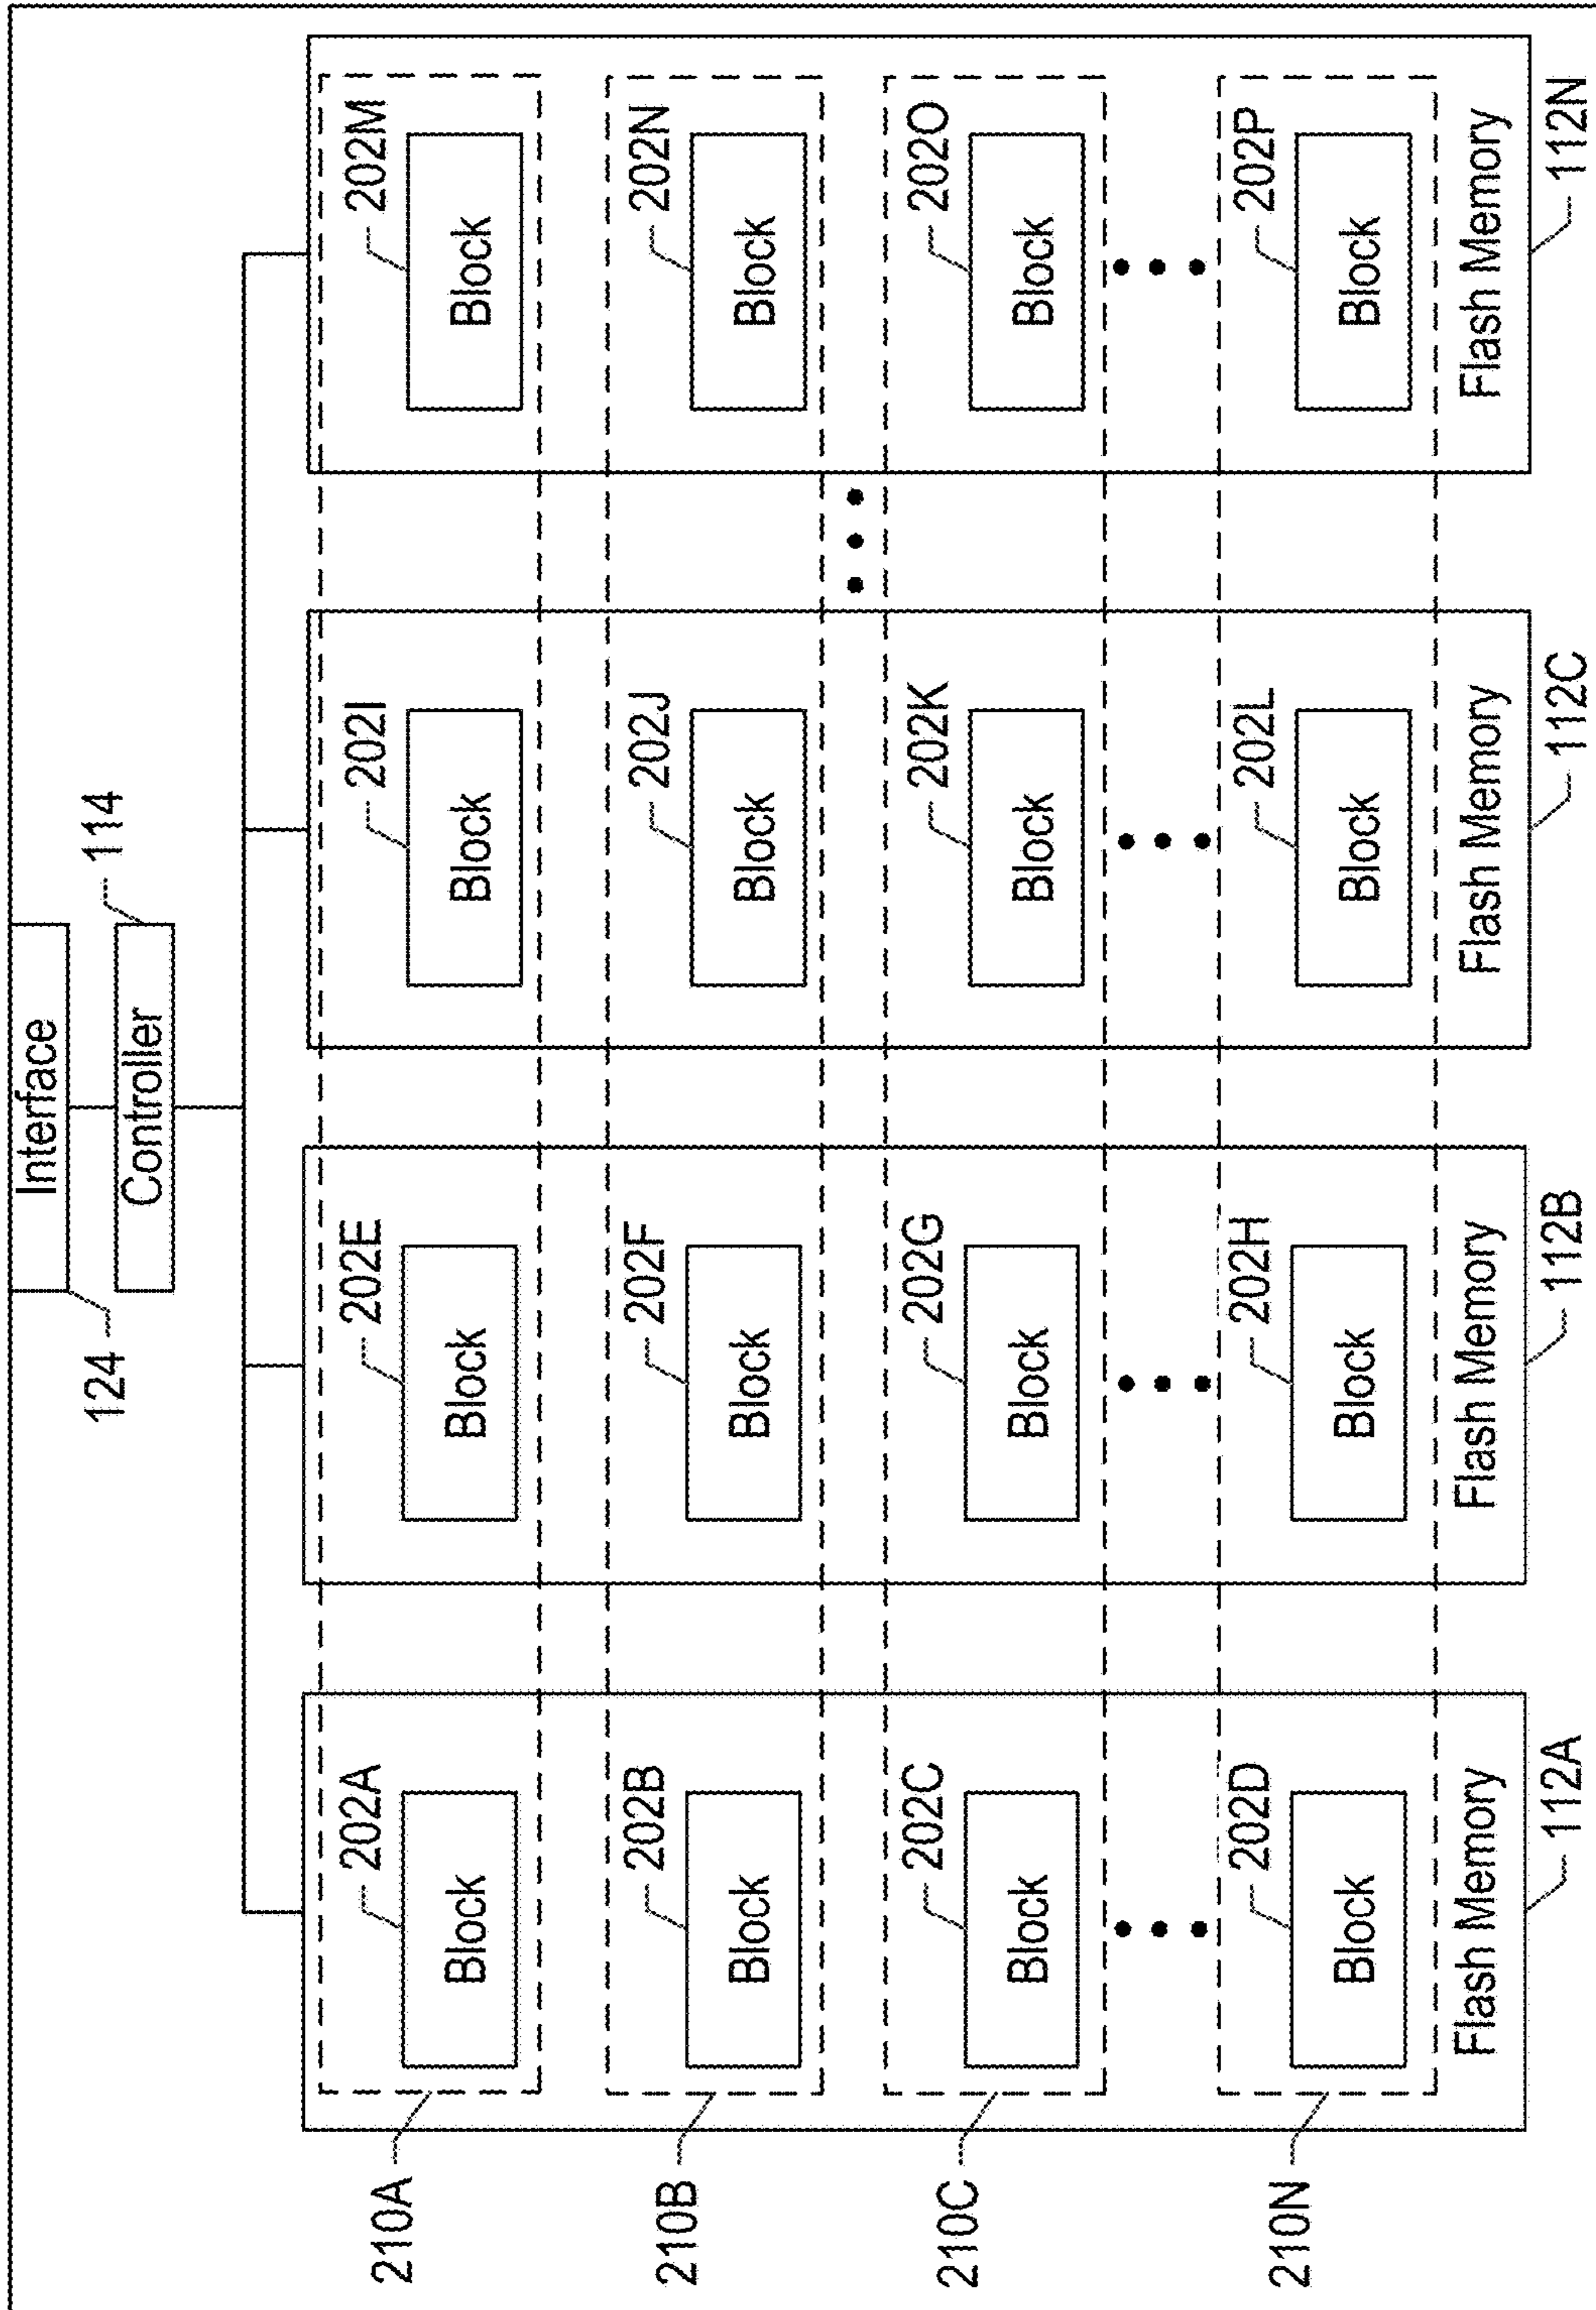 Interface
124
Controller
114
210A
202A
Block
202E
Block
202I
Block
202M
Block
210B
202B
Block
202F
Block
202J
Block
202N
Block
210C
202C
Block
202G
Block
202K
Block
202O
Block
210N
202D
Block
202H
Block
202L
Block
202P
Block
Flash Memory
Flash Memory
Flash Memory
Flash Memory
112A
112B
112C
112N